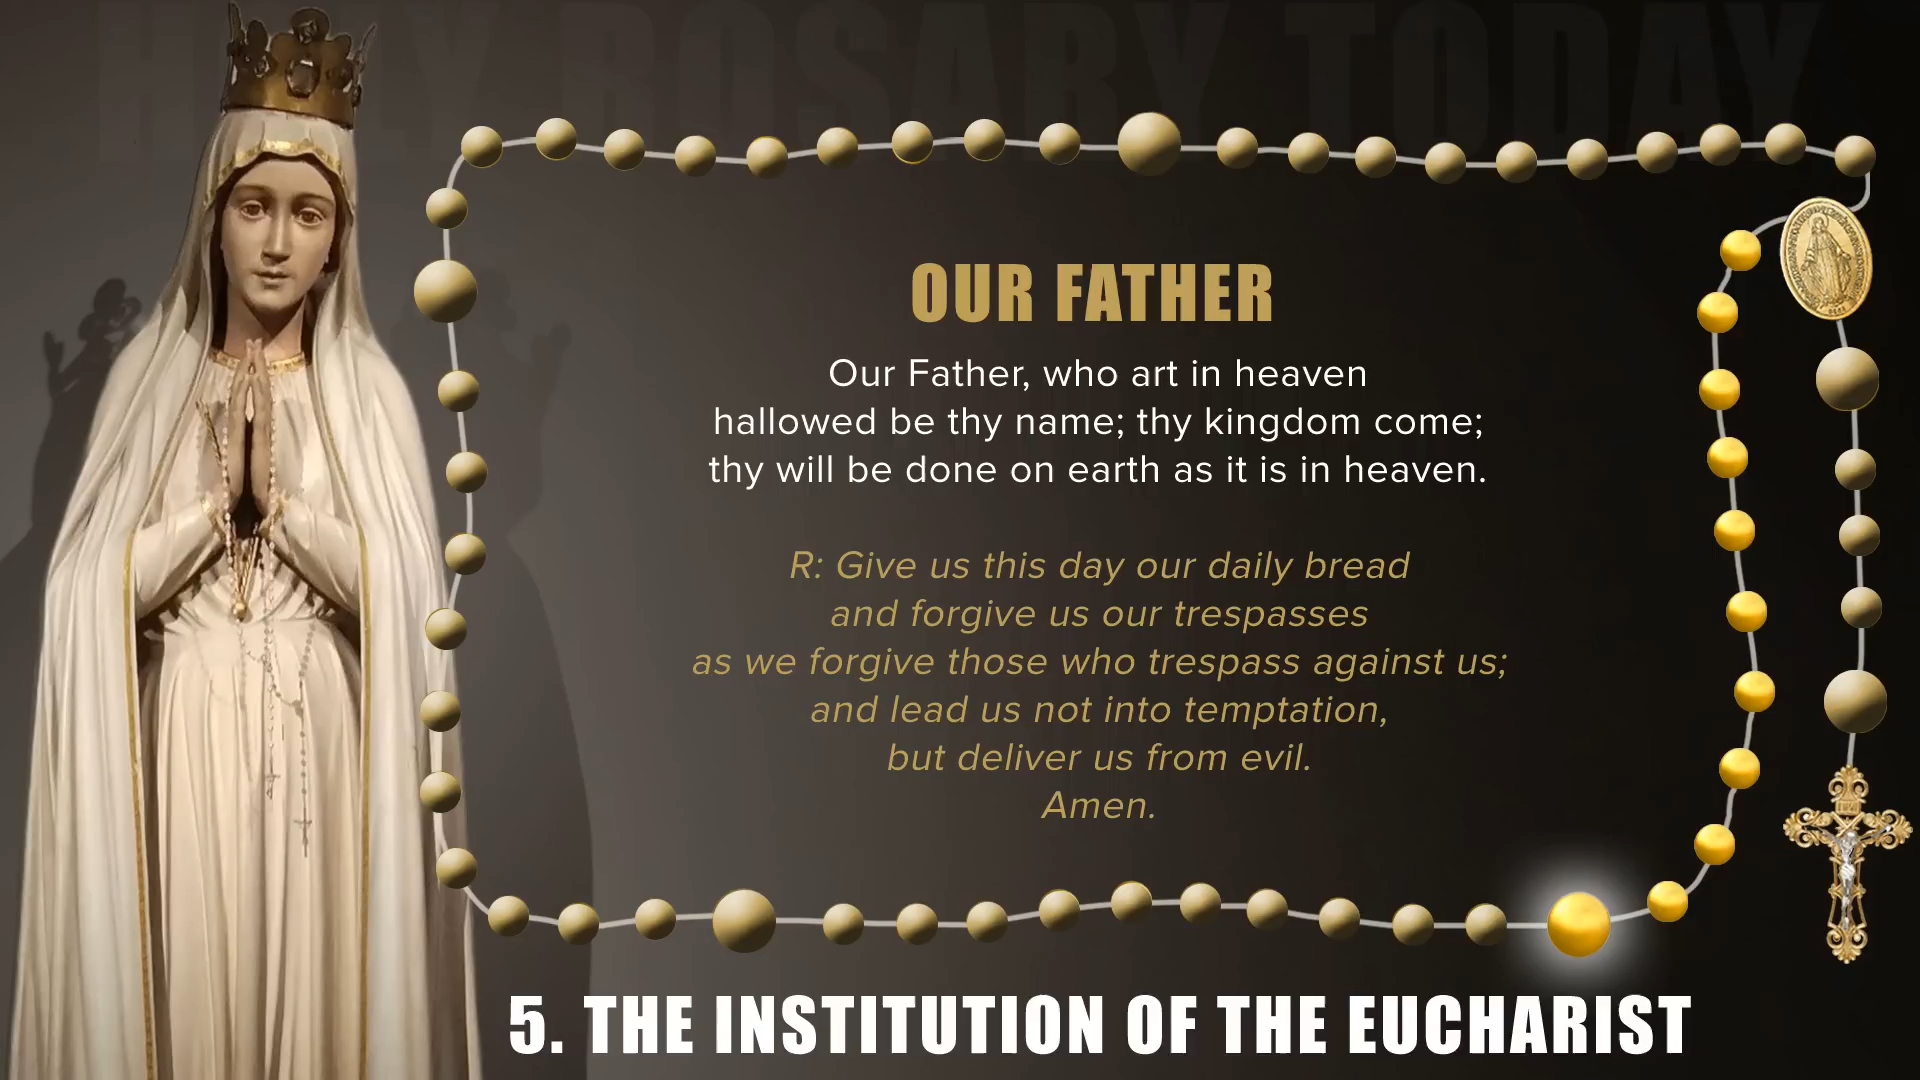 HOLY ROSARY TODAY
OUR FATHER
Our Father, who art in heaven
hallowed be thy name; thy kingdom come;
thy will be done on earth as it is in heaven.
R: Give us this day our daily bread
and forgive us our trespasses
as we forgive those who trespass against us;
and lead us not into temptation,
but deliver us from evil.
Amen.
5. THE INSTITUTION OF THE EUCHARIST